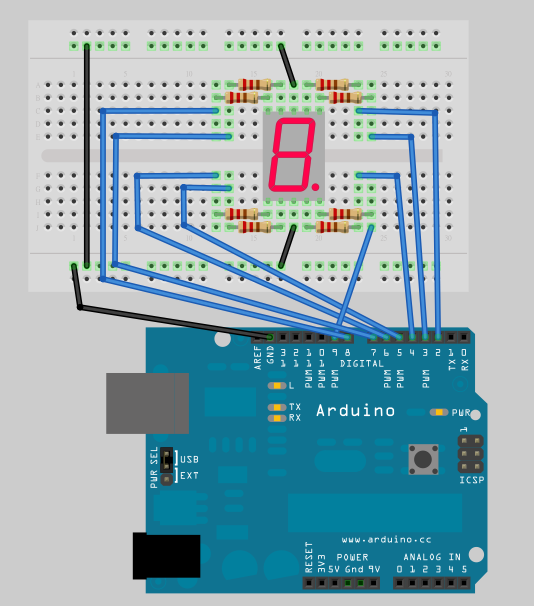 AREF
GND
13
12
PWM 11
PWM 10
PWM 9
8
7
PWM 6
PWM 5
4
PWM 3
2
TX 1
RX 0
DIGITAL
L
TX
RX
Arduino
PWR
PWR SEL
USB
EXT
1
ICSP
www.arduino.cc
POWER
ANALOG IN
RESET
3V3
5V
Gnd
9V
0 1 2 3 4 5